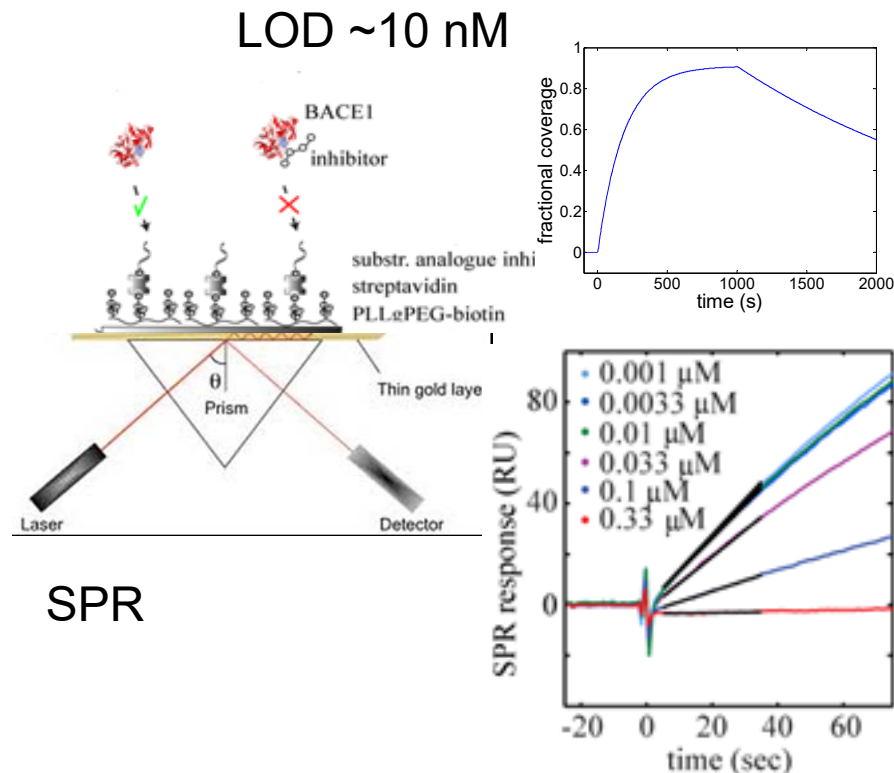 LOD ~10 nM
BACE1
inhibitor
substr. analogue inhi
streptavidin
PLLgPEG-biotin
θ
Prism
Thin gold laye
Laser
Detector
SPR
fractional coverage
1
0.8
0.6
0.4
0.2
0
0 500 1000 1500 2000
time (s)
SPR response (RU)
80
40
0
0.001 µM
0.0033 µM
0.01 µM
0.033 µM
0.1 µM
0.33 µM
-20 0 20 40 60
time (sec)